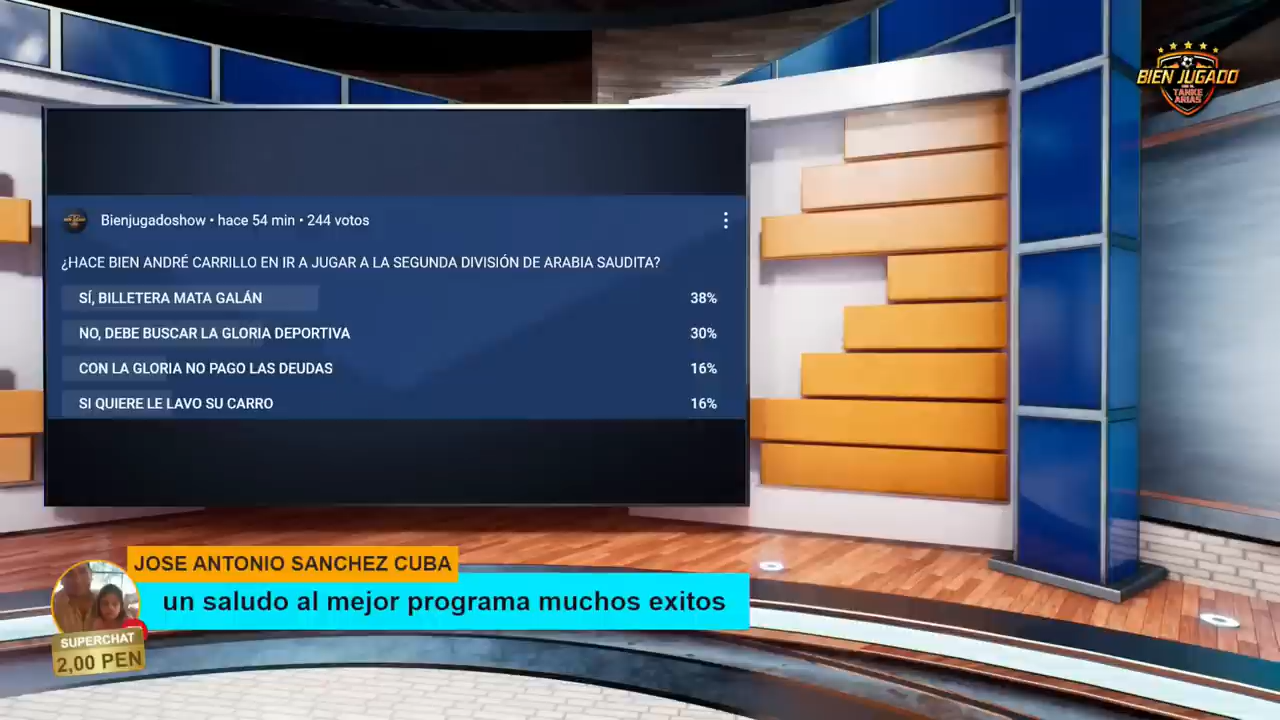 BIEN JUGADO
TANKE
ARIAS
Bienjugadoshow • hace 54 min • 244 votos
¿HACE BIEN ANDRÉ CARRILLO EN IR A JUGAR A LA SEGUNDA DIVISIÓN DE ARABIA SAUDITA?
SÍ, BILLETERA MATA GALÁN 38%
NO, DEBE BUSCAR LA GLORIA DEPORTIVA 30%
CON LA GLORIA NO PAGO LAS DEUDAS 16%
SI QUIERE LE LAVO SU CARRO 16%
JOSE ANTONIO SANCHEZ CUBA
un saludo al mejor programa muchos exitos
SUPERCHAT
2,00 PEN